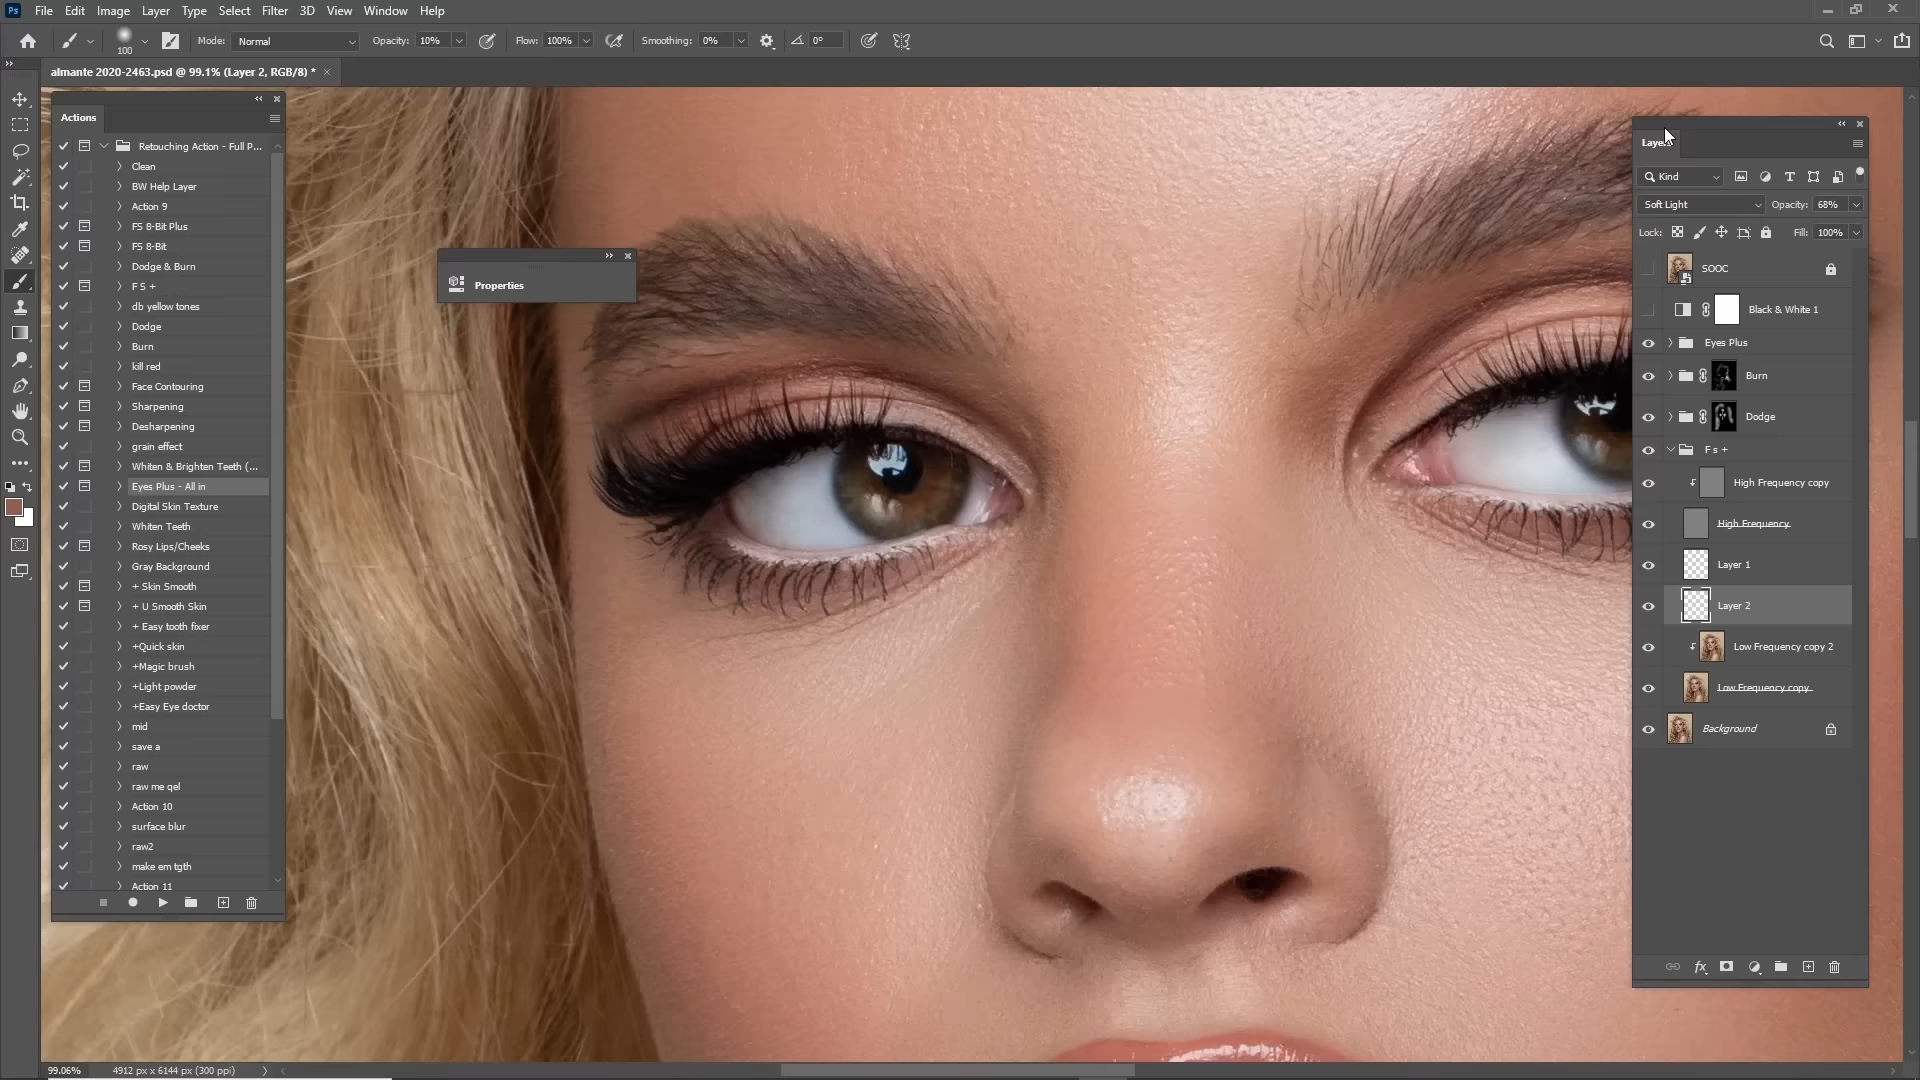 Ps File Edit Image Layer Type Select Filter 3D View Window Help
100 Mode: Normal Opacity: 10% Flow: 100% Smoothing: 0% 0°
almante 2020-2463.psd @ 99.1% (Layer 2, RGB/8) *
Actions
Retouching Action - Full P...
Clean
BW Help Layer
Action 9
FS 8-Bit Plus
FS 8-Bit
Dodge & Burn
F S +
db yellow tones
Dodge
Burn
kill red
Face Contouring
Sharpening
Desharpening
grain effect
Whiten & Brighten Teeth (...
Eyes Plus - All in
Digital Skin Texture
Whiten Teeth
Rosy Lips/Cheeks
Gray Background
+ Skin Smooth
+ U Smooth Skin
+ Easy tooth fixer
+Quick skin
+Magic brush
+Light powder
+Easy Eye doctor
mid
save a
raw
raw me qel
Action 10
surface blur
raw2
make em tgth
Action 11
Properties
Kind
Soft Light Opacity: 68%
Lock: Fill: 100%
SOOC
Black & White 1
Eyes Plus
Burn
Dodge
F s +
High Frequency copy
High Frequency
Layer 1
Layer 2
Low Frequency copy 2
Low Frequency copy
Background
fx
99.06% 4912 px x 6144 px (300 ppi)